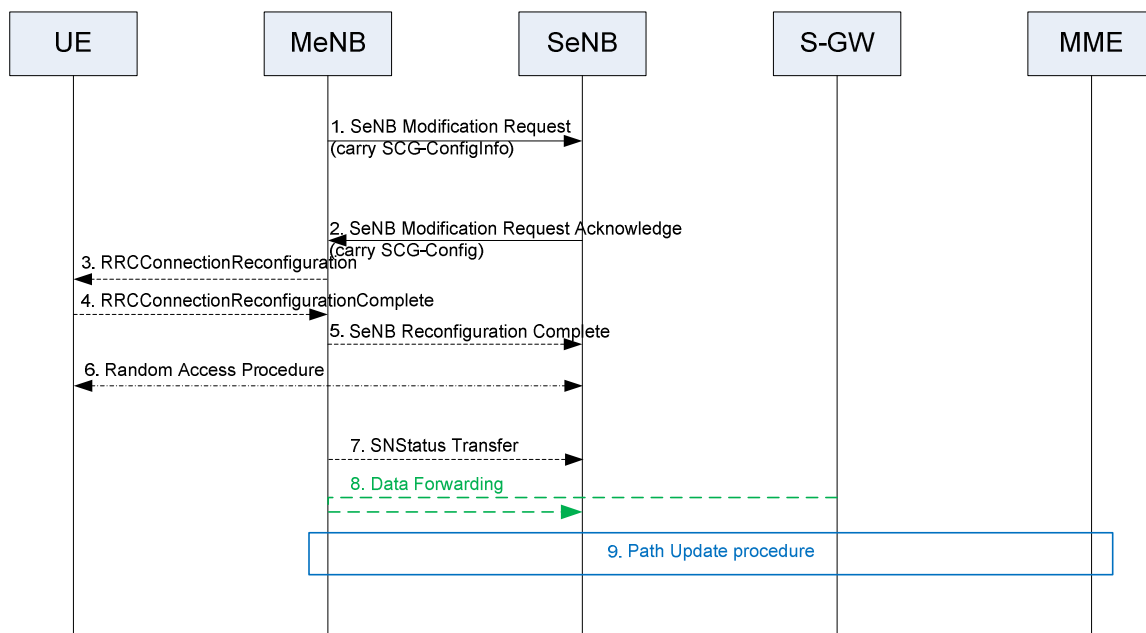 UE
MeNB
SeNB
S-GW
MME
1. SeNB Modification Request
(carry SCG-ConfigInfo)
2. SeNB Modification Request Acknowledge
(carry SCG-Config)
3. RRCConnectionReconfiguration
4. RRCConnectionReconfigurationComplete
5. SeNB Reconfiguration Complete
6. Random Access Procedure
7. SNStatus Transfer
8. Data Forwarding
9. Path Update procedure